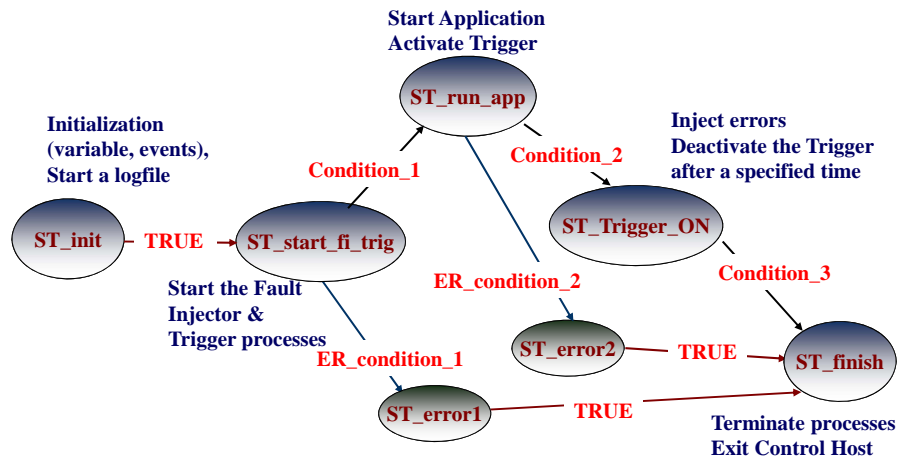 Start Application
Activate Trigger
ST_run_app
Initialization
(variable, events),
Start a logfile
Inject errors
Deactivate the Trigger
after a specified time
Condition_1
Condition_2
ST_init
TRUE
ST_start_fi_trig
ST_Trigger_ON
Start the Fault
Injector &
Trigger processes
ER_condition_2
Condition_3
ER_condition_1
ST_error2
TRUE
ST_finish
ST_error1
TRUE
Terminate processes
Exit Control Host